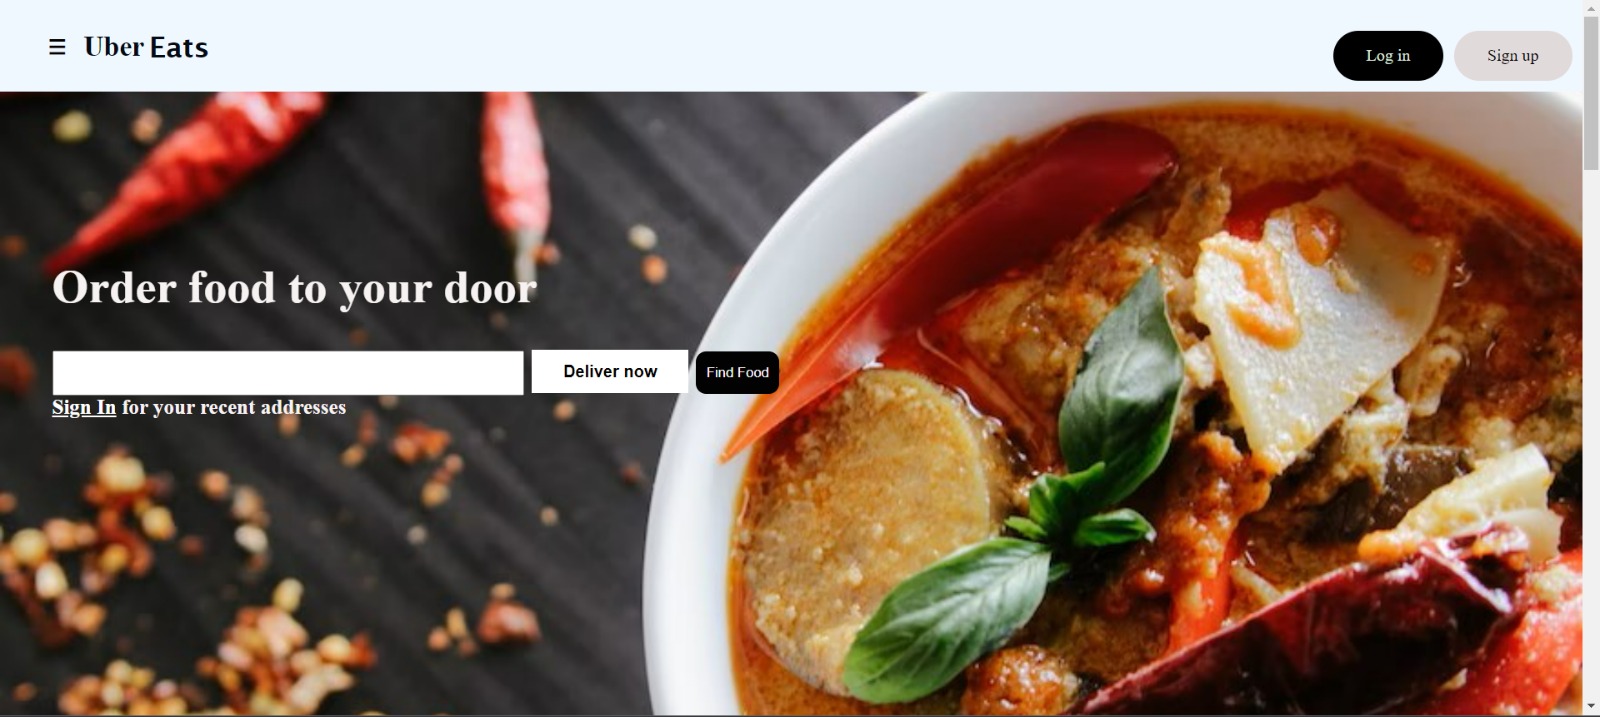 ☰ Uber Eats
Log in
Sign up
Order food to your door
Deliver now
Find Food
Sign In for your recent addresses